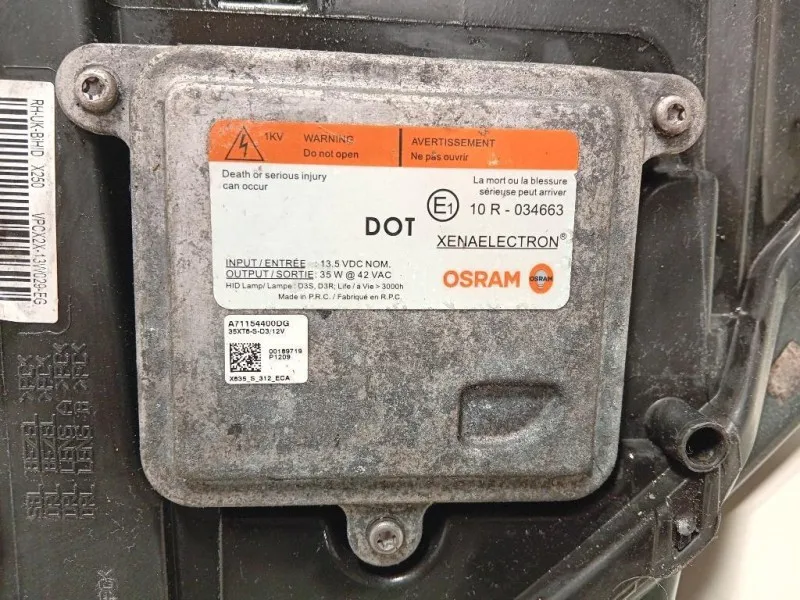 RH-UK-BIHID X250
VPCX2X-13W029-EG
1KV
WARNING
Do not open
AVERTISSEMENT
Ne pas ouvrir
Death or serious injury
can occur
La mort ou la blessure
sérieuse peut arriver
E1
10 R - 034663
DOT
XENAELECTRON®
INPUT / ENTRÉE : 13.5 VDC NOM.
OUTPUT / SORTIE : 35 W @ 42 VAC
HID Lamp/ Lampe : D3S, D3R; Life / a Vie > 3000h
Made in P.R.C. / Fabriqué en R.P.C.
OSRAM
OSRAM
A71154400DG
35XT6-S-D3/12V
00189719
P1209
X635_S_312_ECA